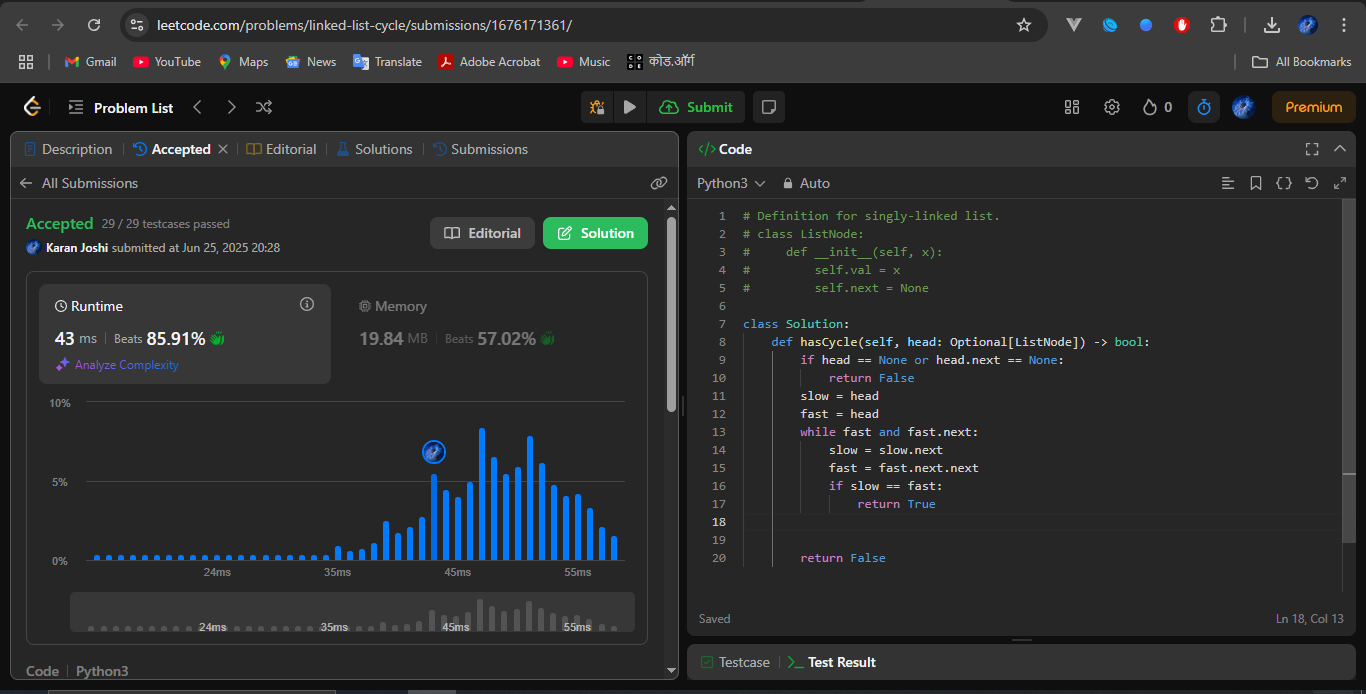 leetcode.com/problems/linked-list-cycle/submissions/1676171361/
Gmail YouTube Maps News Translate Adobe Acrobat Music कोड.ऑर्ग All Bookmarks
Problem List Submit 0 Premium
Description Accepted Editorial Solutions Submissions
All Submissions
Accepted 29 / 29 testcases passed
Karan Joshi submitted at Jun 25, 2025 20:28
Editorial Solution
Runtime
43 ms Beats 85.91%
Analyze Complexity
Memory
19.84 MB Beats 57.02%
10%
5%
0%
24ms 35ms 45ms 55ms
24ms 35ms 45ms 55ms
Code Python3
</> Code
Python3 Auto
1 # Definition for singly-linked list.
2 # class ListNode:
3 #     def __init__(self, x):
4 #         self.val = x
5 #         self.next = None
6
7 class Solution:
8     def hasCycle(self, head: Optional[ListNode]) -> bool:
9         if head == None or head.next == None:
10             return False
11         slow = head
12         fast = head
13         while fast and fast.next:
14             slow = slow.next
15             fast = fast.next.next
16             if slow == fast:
17                 return True
18
19
20         return False
Saved Ln 18, Col 13
Testcase >_ Test Result